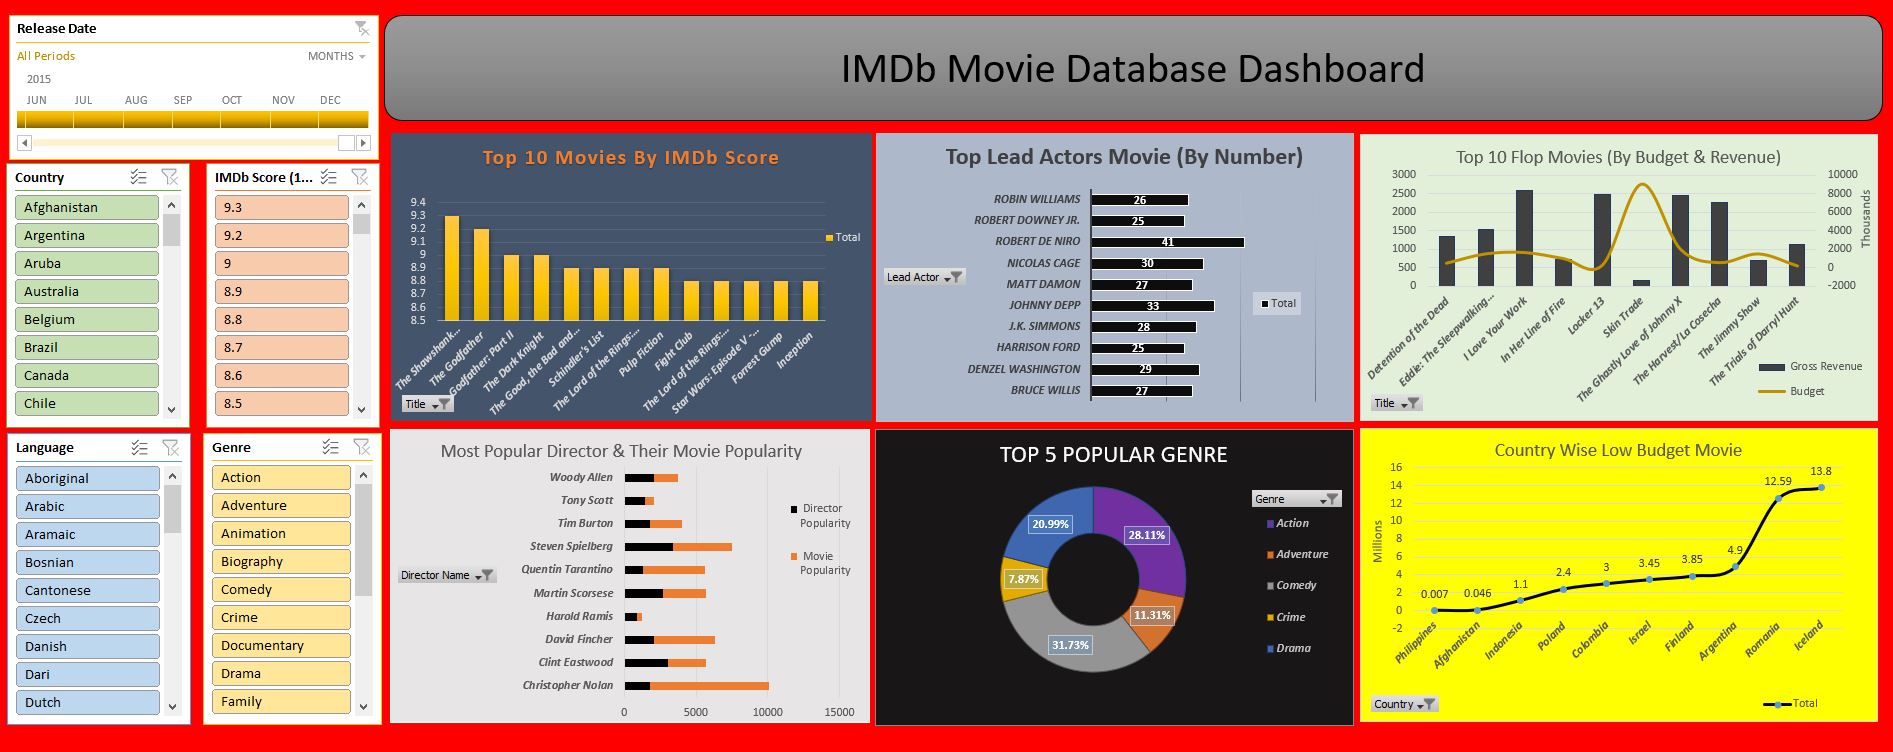 Release Date
All Periods
MONTHS
2015
JUN JUL AUG SEP OCT NOV DEC
Country
Afghanistan
Argentina
Aruba
Australia
Belgium
Brazil
Canada
Chile
IMDb Score (1...
9.3
9.2
9
8.9
8.8
8.7
8.6
8.5
Language
Aboriginal
Arabic
Aramaic
Bosnian
Cantonese
Czech
Danish
Dari
Dutch
Genre
Action
Adventure
Animation
Biography
Comedy
Crime
Documentary
Drama
Family
IMDb Movie Database Dashboard
Top 10 Movies By IMDb Score
9.4
9.3
9.2
9.1
9
8.9
8.8
8.7
8.6
8.5
The Shawshank...
The Godfather
Godfather: Part II
The Dark Knight
The Good, the Bad and...
Schindler's List
The Lord of the Rings:...
Pulp Fiction
Fight Club
The Lord of the Rings:...
Star Wars: Episode V -...
Forrest Gump
Inception
Total
Title
Top Lead Actors Movie (By Number)
ROBIN WILLIAMS 26
ROBERT DOWNEY JR. 25
ROBERT DE NIRO 41
NICOLAS CAGE 30
MATT DAMON 27
JOHNNY DEPP 33
J.K. SIMMONS 28
HARRISON FORD 25
DENZEL WASHINGTON 29
BRUCE WILLIS 27
Lead Actor
Total
Top 10 Flop Movies (By Budget & Revenue)
3000
2500
2000
1500
1000
500
0
10000
8000
6000
4000
2000
0
-2000
Thousands
Detention of the Dead
Eddie: The Sleepwalking...
I Love Your Work
In Her Line of Fire
Locker 13
Skin Trade
The Ghastly Love of Johnny X
The Harvest/La Cosecha
The Jimmy Show
The Trials of Darryl Hunt
Gross Revenue
Budget
Title
Most Popular Director & Their Movie Popularity
Woody Allen
Tony Scott
Tim Burton
Steven Spielberg
Quentin Tarantino
Martin Scorsese
Harold Ramis
David Fincher
Clint Eastwood
Christopher Nolan
0 5000 10000 15000
Director Name
Director
Popularity
Movie
Popularity
TOP 5 POPULAR GENRE
28.11%
11.31%
31.73%
7.87%
20.99%
Genre
Action
Adventure
Comedy
Crime
Drama
Country Wise Low Budget Movie
16
14
12
10
8
6
4
2
0
-2
Millions
0.007
0.046
1.1
2.4
3
3.45
3.85
4.9
12.59
13.8
Philippines
Afghanistan
Indonesia
Poland
Colombia
Israel
Finland
Argentina
Romania
Iceland
Country
Total